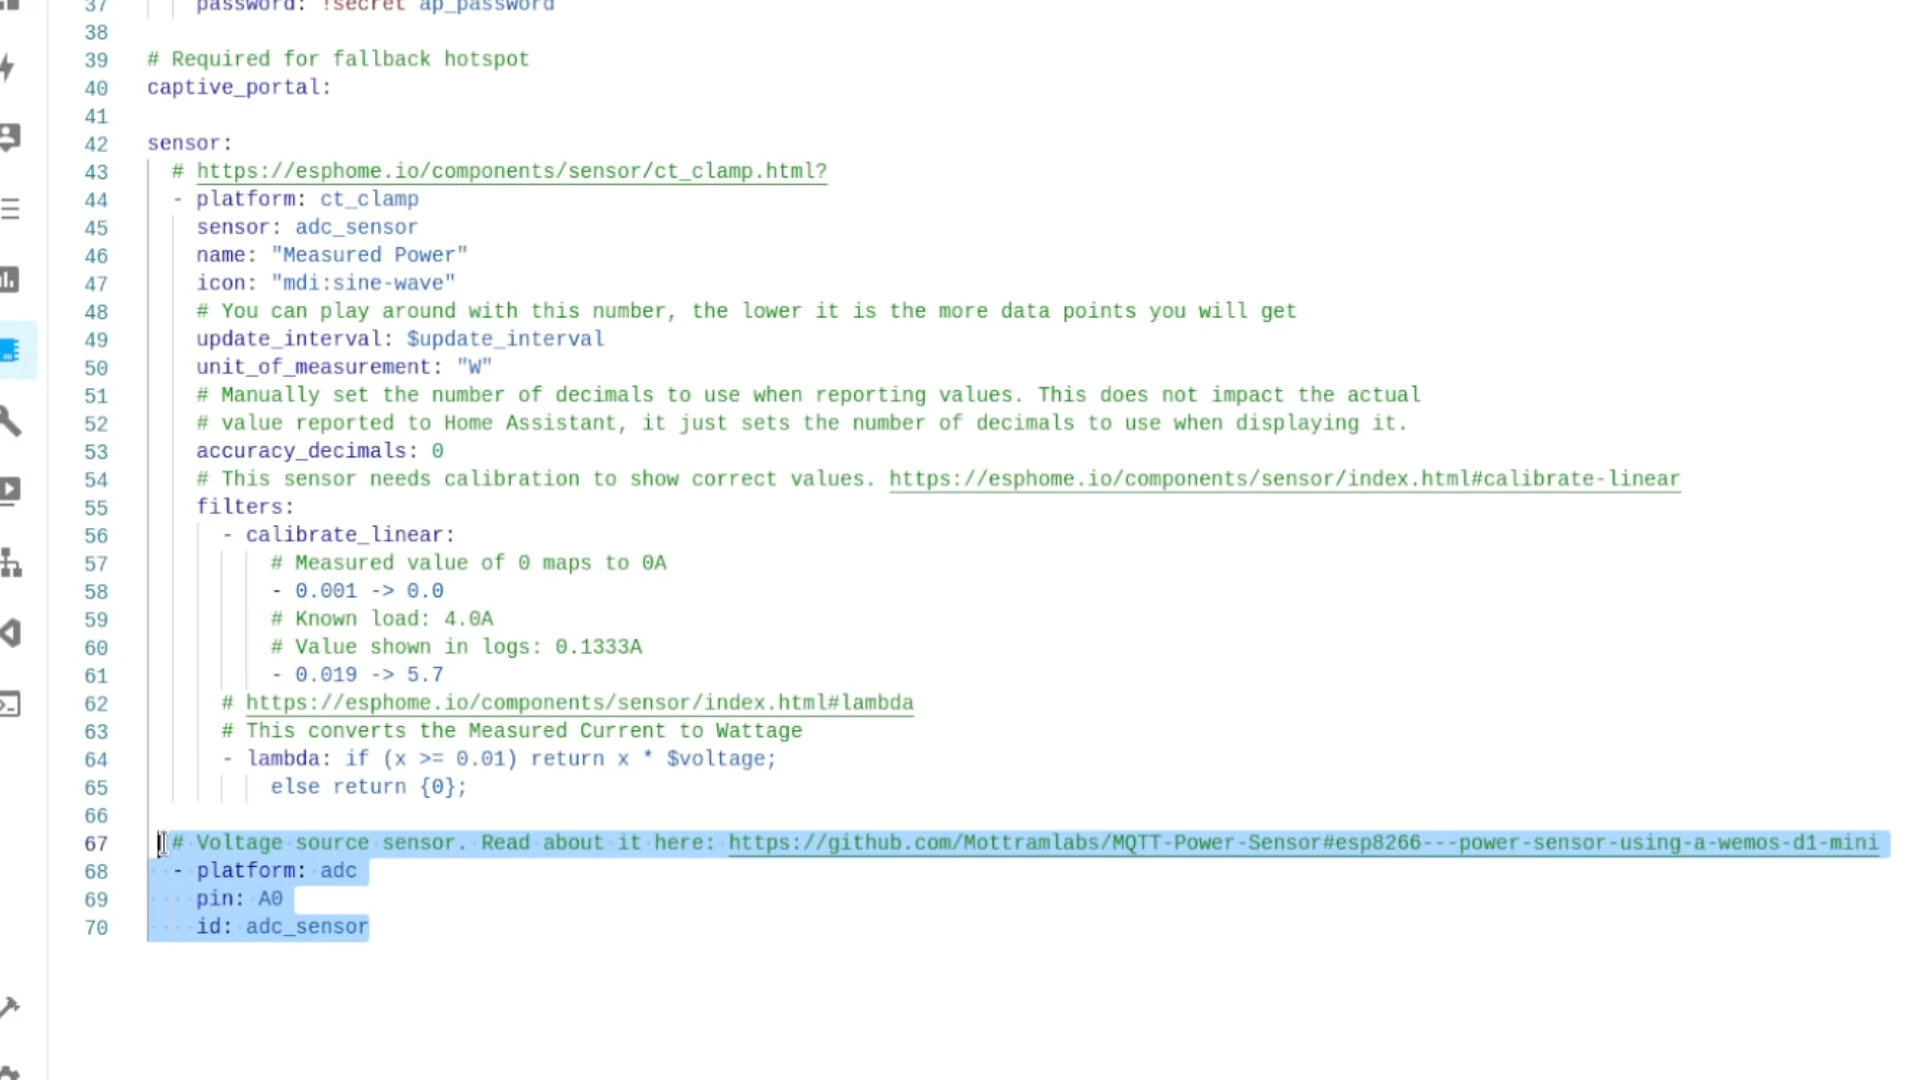 37 password: !secret ap_password
38
39 # Required for fallback hotspot
40 captive_portal:
41
42 sensor:
43 # https://esphome.io/components/sensor/ct_clamp.html?
44 - platform: ct_clamp
45 sensor: adc_sensor
46 name: "Measured Power"
47 icon: "mdi:sine-wave"
48 # You can play around with this number, the lower it is the more data points you will get
49 update_interval: $update_interval
50 unit_of_measurement: "W"
51 # Manually set the number of decimals to use when reporting values. This does not impact the actual
52 # value reported to Home Assistant, it just sets the number of decimals to use when displaying it.
53 accuracy_decimals: 0
54 # This sensor needs calibration to show correct values. https://esphome.io/components/sensor/index.html#calibrate-linear
55 filters:
56 - calibrate_linear:
57 # Measured value of 0 maps to 0A
58 - 0.001 -> 0.0
59 # Known load: 4.0A
60 # Value shown in logs: 0.1333A
61 - 0.019 -> 5.7
62 # https://esphome.io/components/sensor/index.html#lambda
63 # This converts the Measured Current to Wattage
64 - lambda: if (x >= 0.01) return x * $voltage;
65 else return {0};
66
67 # Voltage source sensor. Read about it here: https://github.com/Mottramlabs/MQTT-Power-Sensor#esp8266---power-sensor-using-a-wemos-d1-mini
68 - platform: adc
69 pin: A0
70 id: adc_sensor